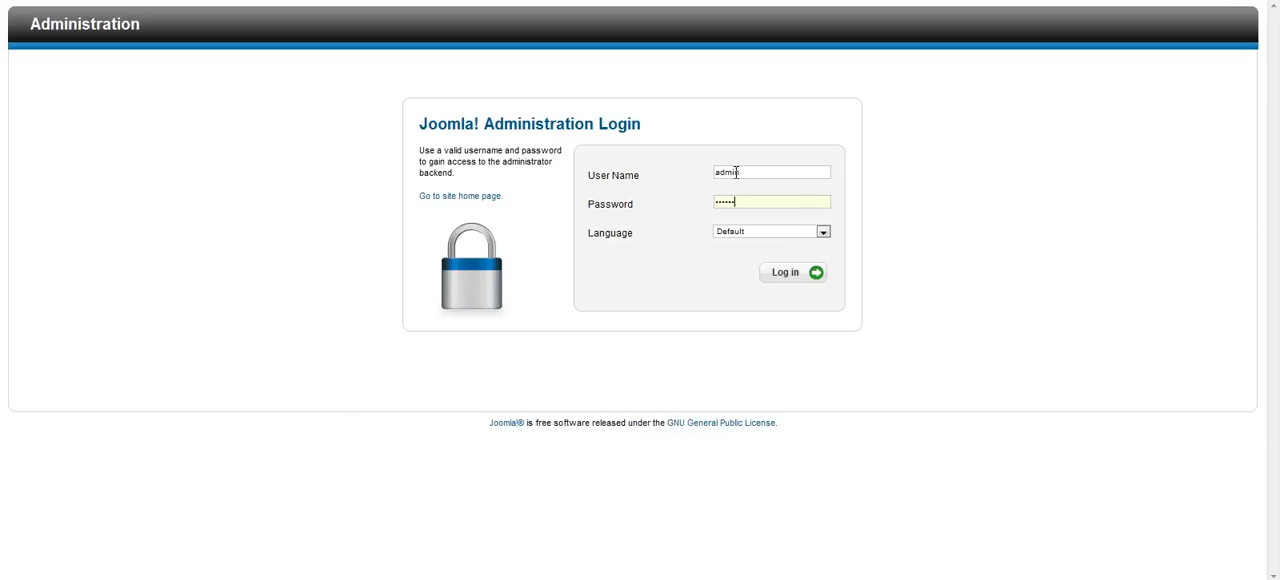 Administration
Joomla! Administration Login
Use a valid username and password
to gain access to the administrator
backend.
Go to site home page.
User Name
admin
Password
••••••
Language
Default
Log in
Joomla!® is free software released under the GNU General Public License.